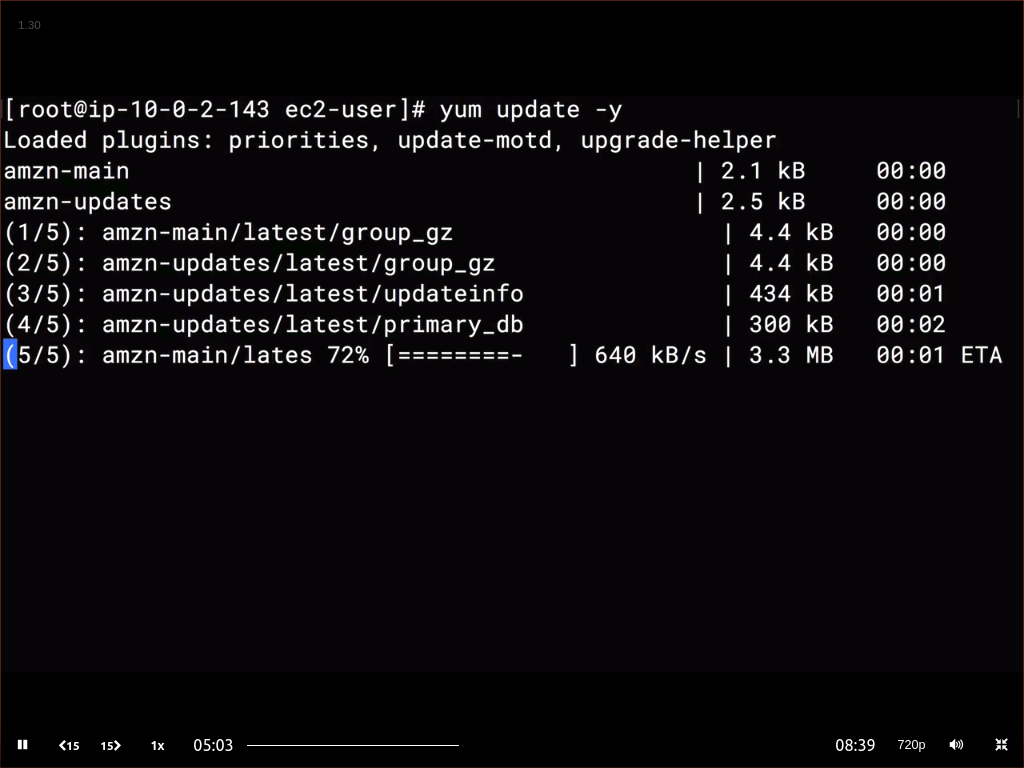 1.30
[root@ip-10-0-2-143 ec2-user]# yum update -y
Loaded plugins: priorities, update-motd, upgrade-helper
amzn-main | 2.1 kB 00:00
amzn-updates | 2.5 kB 00:00
(1/5): amzn-main/latest/group_gz | 4.4 kB 00:00
(2/5): amzn-updates/latest/group_gz | 4.4 kB 00:00
(3/5): amzn-updates/latest/updateinfo | 434 kB 00:01
(4/5): amzn-updates/latest/primary_db | 300 kB 00:02
(5/5): amzn-main/lates 72% [========-   ] 640 kB/s | 3.3 MB 00:01 ETA
15 15 1x 05:03 08:39 720p